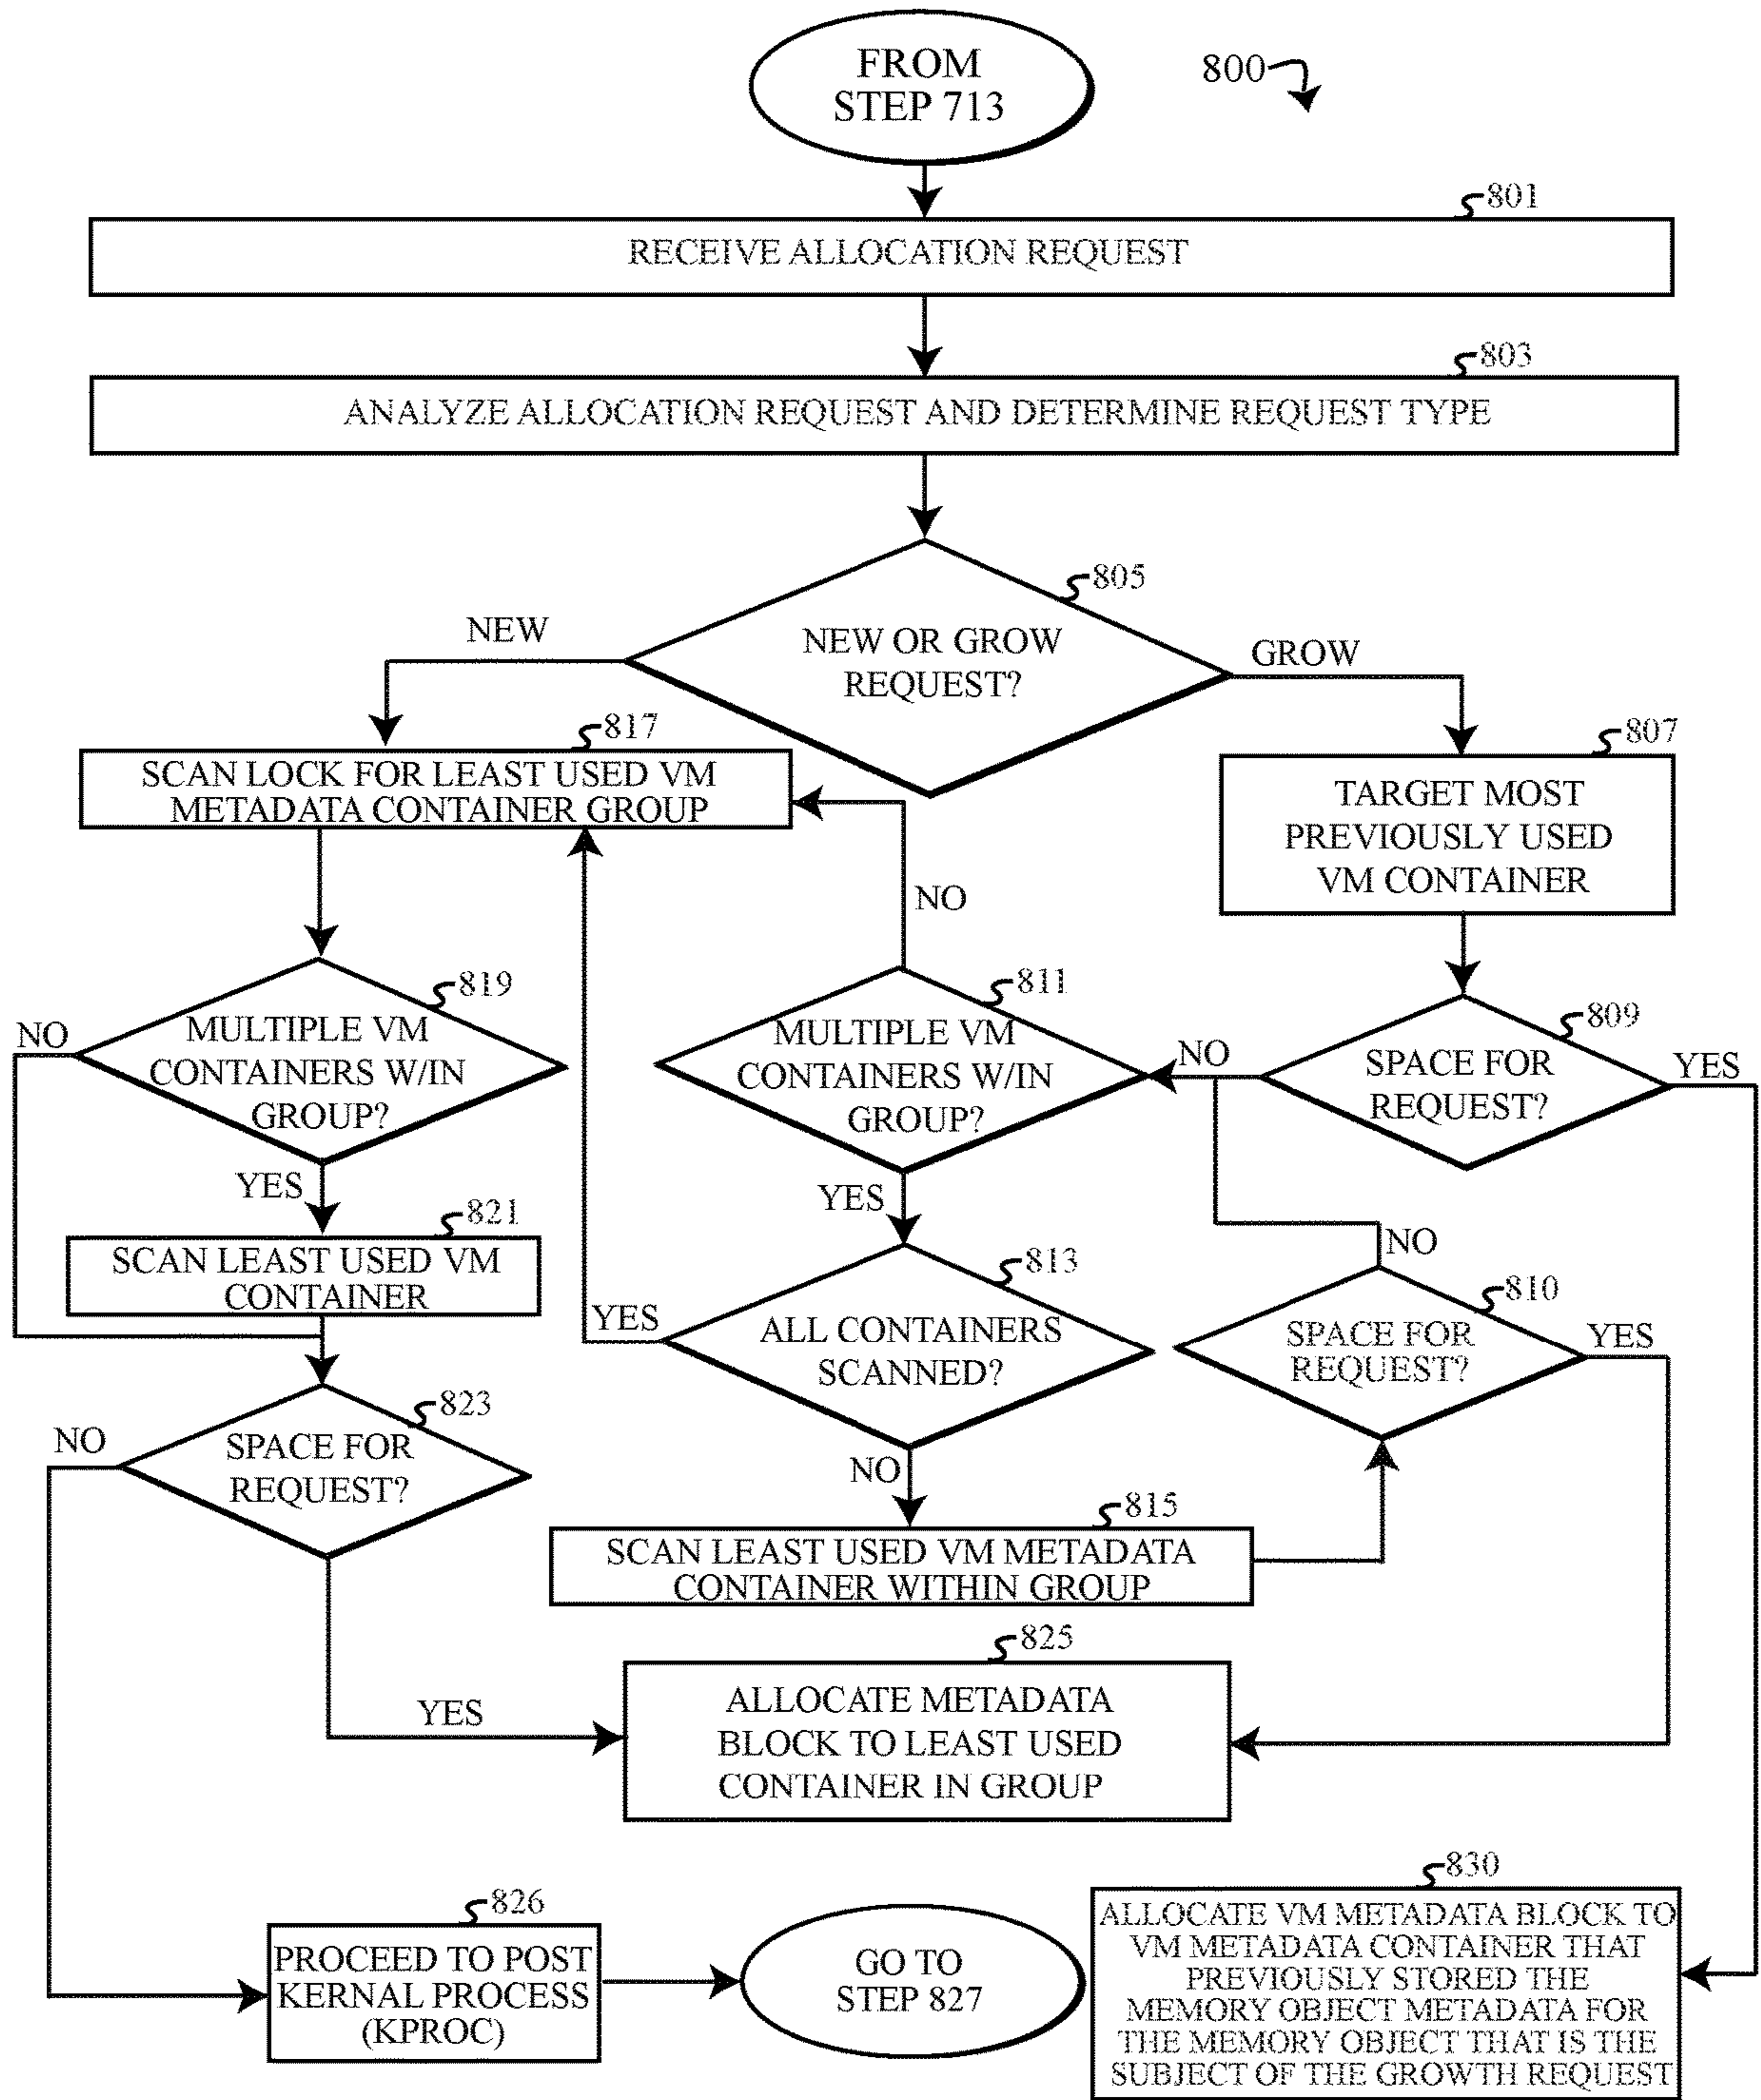 FROM
STEP 713
800
801
RECEIVE ALLOCATION REQUEST
803
ANALYZE ALLOCATION REQUEST AND DETERMINE REQUEST TYPE
805
NEW OR GROW
REQUEST?
NEW
GROW
817
SCAN LOCK FOR LEAST USED VM
METADATA CONTAINER GROUP
807
TARGET MOST
PREVIOUSLY USED
VM CONTAINER
NO
819
MULTIPLE VM
CONTAINERS W/IN
GROUP?
NO
811
MULTIPLE VM
CONTAINERS W/IN
GROUP?
NO
809
SPACE FOR
REQUEST?
YES
YES
821
SCAN LEAST USED VM
CONTAINER
YES
813
ALL CONTAINERS
SCANNED?
YES
NO
810
SPACE FOR
REQUEST?
YES
823
SPACE FOR
REQUEST?
NO
NO
815
SCAN LEAST USED VM METADATA
CONTAINER WITHIN GROUP
YES
825
ALLOCATE METADATA
BLOCK TO LEAST USED
CONTAINER IN GROUP
826
PROCEED TO POST
KERNAL PROCESS
(KPROC)
GO TO
STEP 827
830
ALLOCATE VM METADATA BLOCK TO
VM METADATA CONTAINER THAT
PREVIOUSLY STORED THE
MEMORY OBJECT METADATA FOR
THE MEMORY OBJECT THAT IS THE
SUBJECT OF THE GROWTH REQUEST